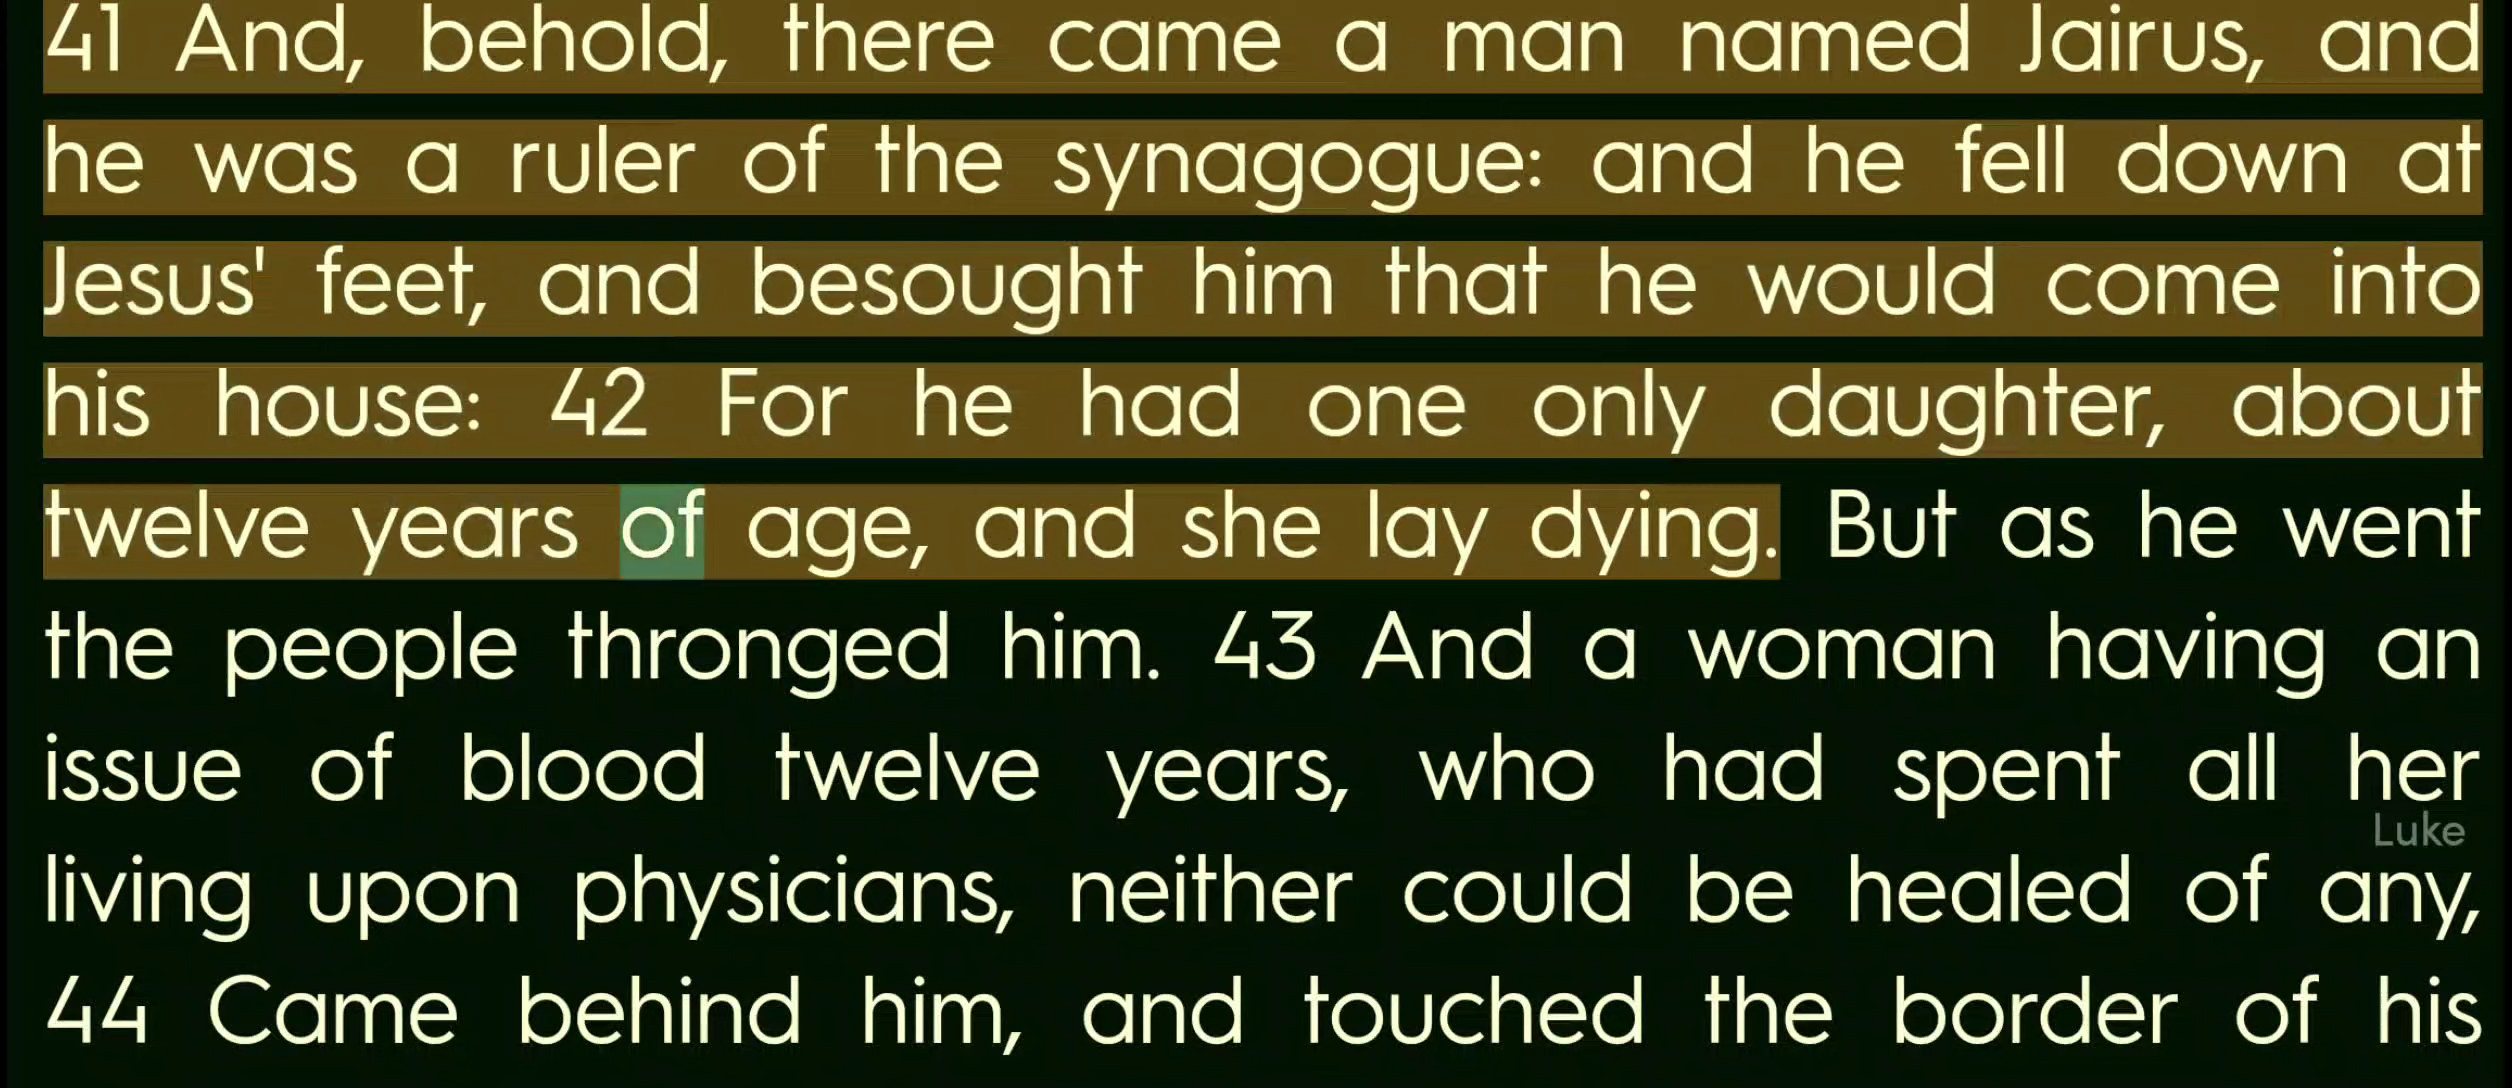 41 And, behold, there came a man named Jairus, and
he was a ruler of the synagogue: and he fell down at
Jesus' feet, and besought him that he would come into
his house: 42 For he had one only daughter, about
twelve years of age, and she lay dying. But as he went
the people thronged him. 43 And a woman having an
issue of blood twelve years, who had spent all her
Luke
living upon physicians, neither could be healed of any,
44 Came behind him, and touched the border of his